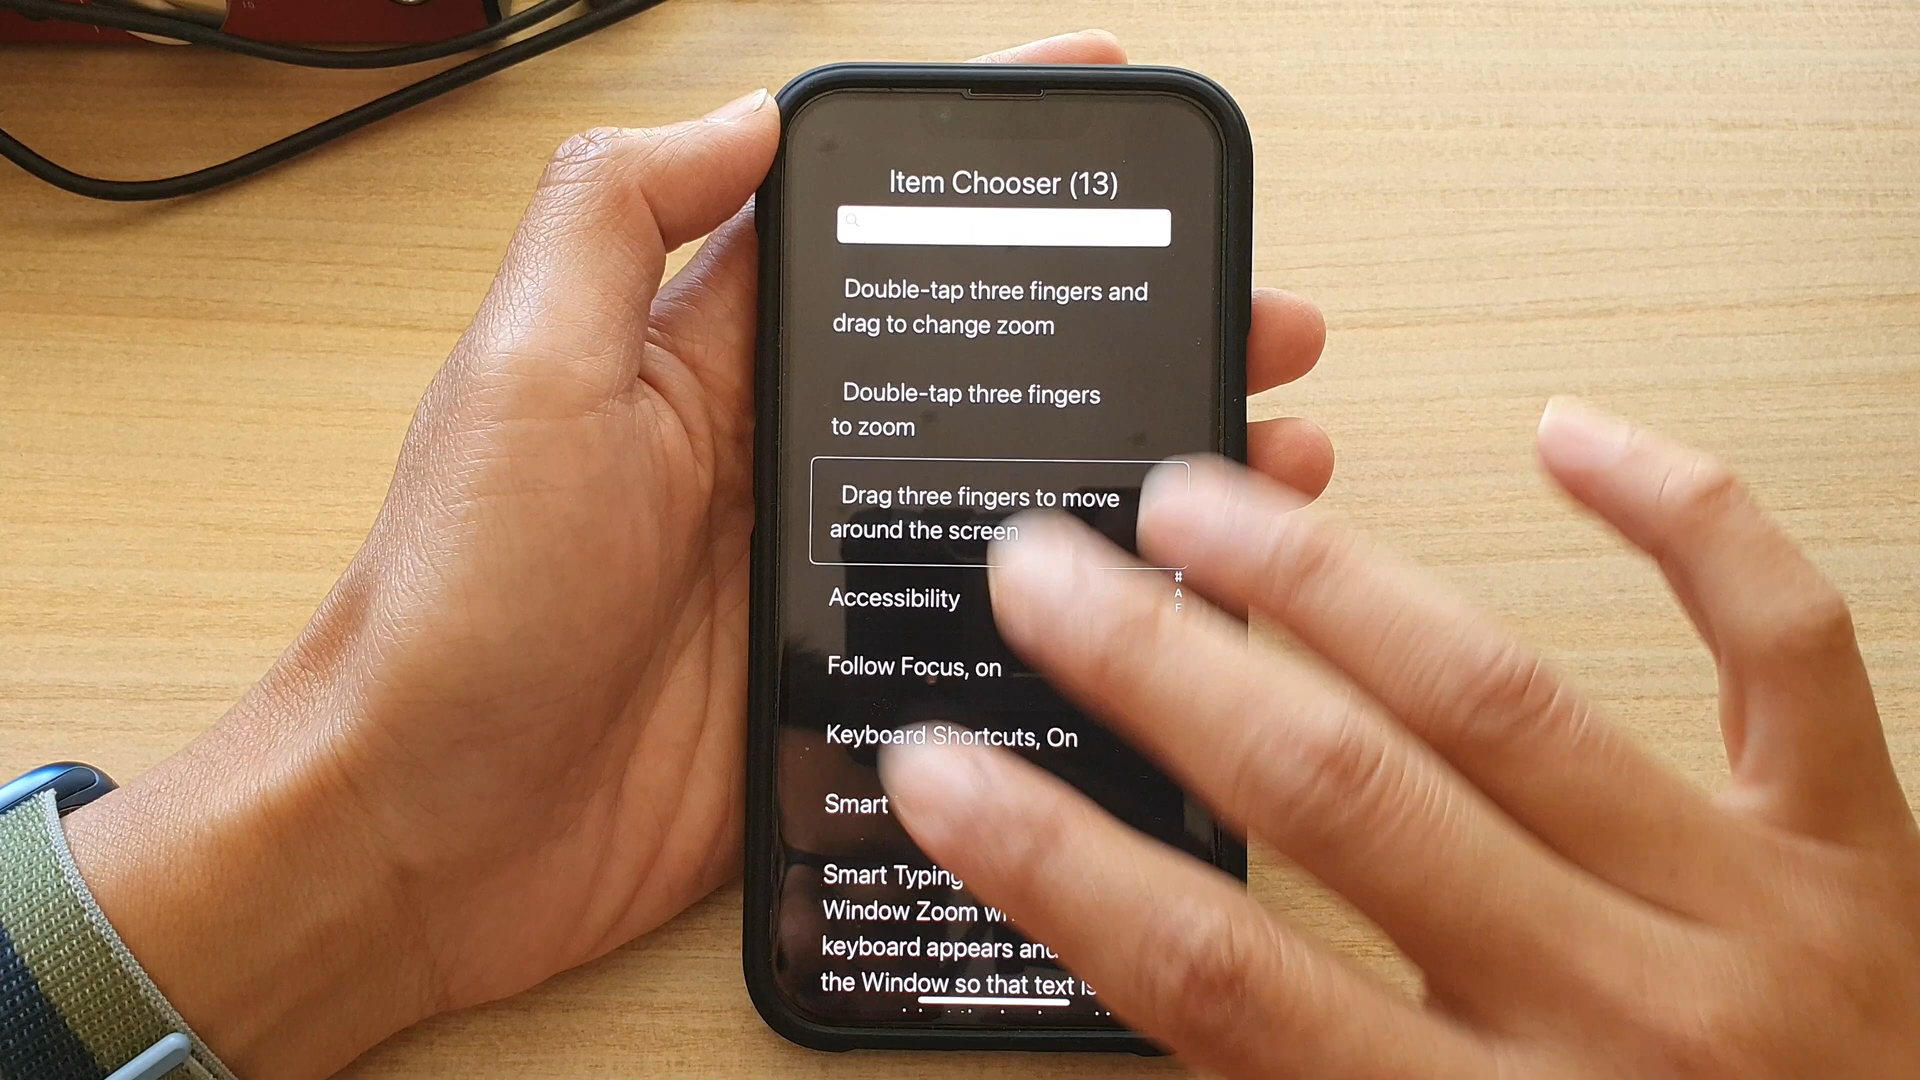 Item Chooser (13)
Double-tap three fingers and
drag to change zoom
Double-tap three fingers
to zoom
Drag three fingers to move
around the screen
#
A
F
Accessibility
Follow Focus, on
Keyboard Shortcuts, On
Smart
Smart Typing
Window Zoom
keyboard appears
the Window so that text